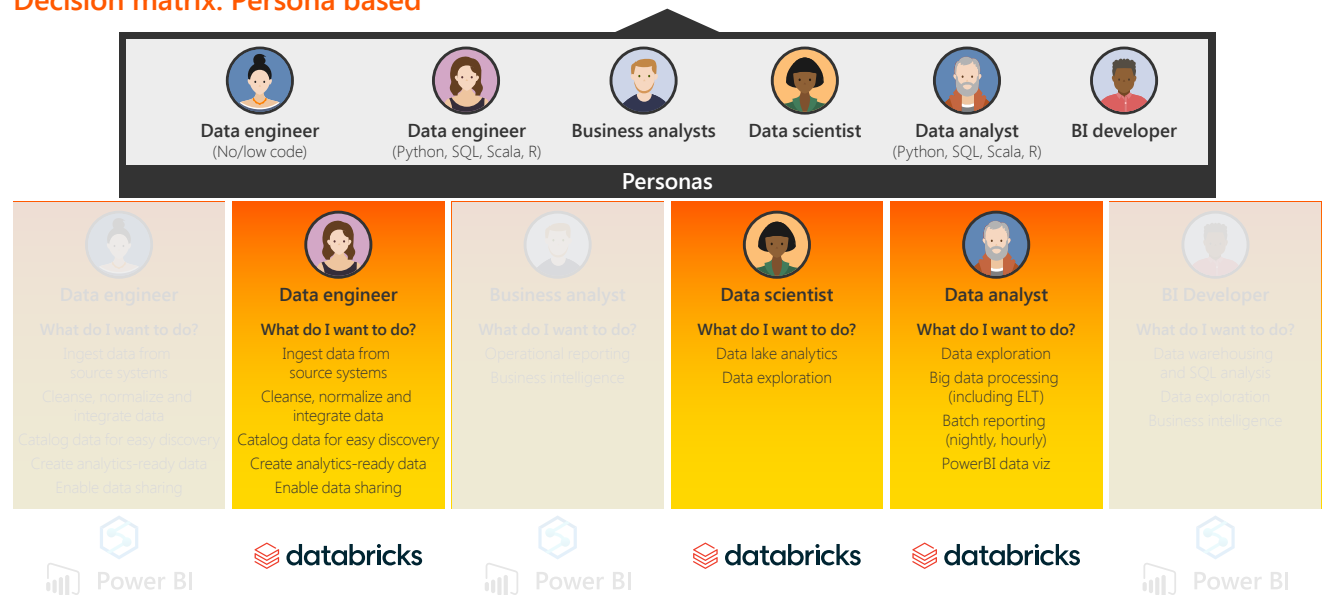 Decision matrix: Persona based
Data engineer
(No/low code)
Data engineer
(Python, SQL, Scala, R)
Business analysts
Data scientist
Data analyst
(Python, SQL, Scala, R)
BI developer
Personas
Data engineer
What do I want to do?
Ingest data from
source systems
Cleanse, normalize and
integrate data
Catalog data for easy discovery
Create analytics-ready data
Enable data sharing
Power BI
Data engineer
What do I want to do?
Ingest data from
source systems
Cleanse, normalize and
integrate data
Catalog data for easy discovery
Create analytics-ready data
Enable data sharing
databricks
Business analyst
What do I want to do?
Operational reporting
Business intelligence
Power BI
Data scientist
What do I want to do?
Data lake analytics
Data exploration
databricks
Data analyst
What do I want to do?
Data exploration
Big data processing
(including ELT)
Batch reporting
(nightly, hourly)
PowerBI data viz
databricks
BI Developer
What do I want to do?
Data warehousing
and SQL analysis
Data exploration
Business intelligence
Power BI